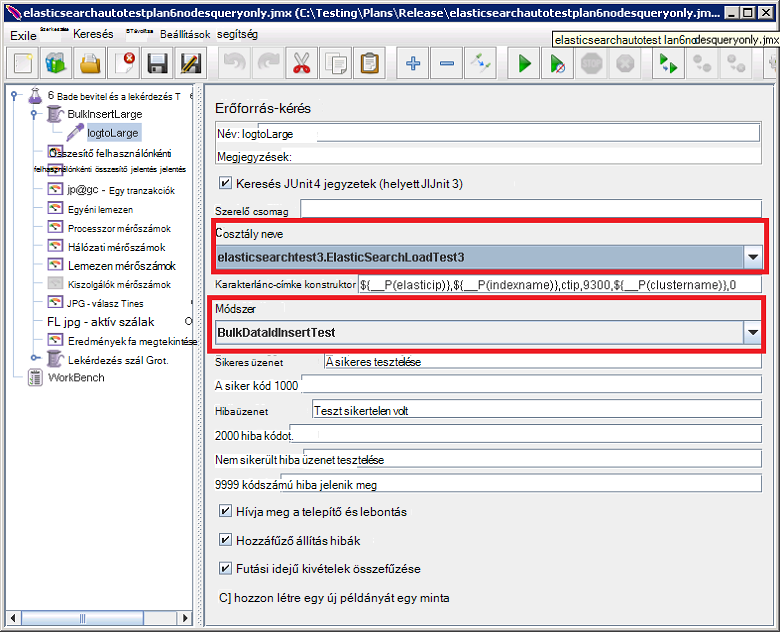 elasticsearchautotestplan6nodesqueryonly.jmx (C:\Testing\Plans\Release\elasticsearchautotestplan6nodesqueryonly.jm...
Exile Szerkesztés Keresés Beállítások segítség
elasticsearchautotest lan6nodesqueryonly.jmx
6 Bade bevitel és a lekérdezés T
BulkInsertLarge
logtoLarge
Összesítő felhasználónkénti
felhasználónkénti összesítő jelentés jelentés
jp@gc - Egy tranzakciók
Egyéni lemezen
Processzor mérőszámok
Hálózati mérőszámok
Lemezen mérőszámok
Kiszolgálók mérőszámok
JPG - válasz Tines
FL jpg - aktív szálak O
Eredmények fa megtekintése
Lekérdezés szál Grot.
WorkBench
Erőforrás-kérés
Név: logtoLarge
Megjegyzések:
Keresés JUnit 4 jegyzetek (helyett JIJnit 3)
Szerelő csomag
Cosztály neve
elasticsearchtest3.ElasticSearchLoadTest3
Karakterlánc-címke konstruktor ${__P(elasticip)},${__P(indexname)},ctip,9300,${__P(clustername)},0
Módszer
BulkDataIdInsertTest
Sikeres üzenet A sikeres tesztelése
A siker kód 1000
Hibaüzenet Teszt sikertelen volt
2000 hiba kódot.
Nem sikerült hiba üzenet tesztelése
9999 kódszámú hiba jelenik meg
Hívja meg a telepítő és lebontás
Hozzáfűző állítás hibák
Futási idejű kivételek összefűzése
C] hozzon létre egy új példányát egy minta